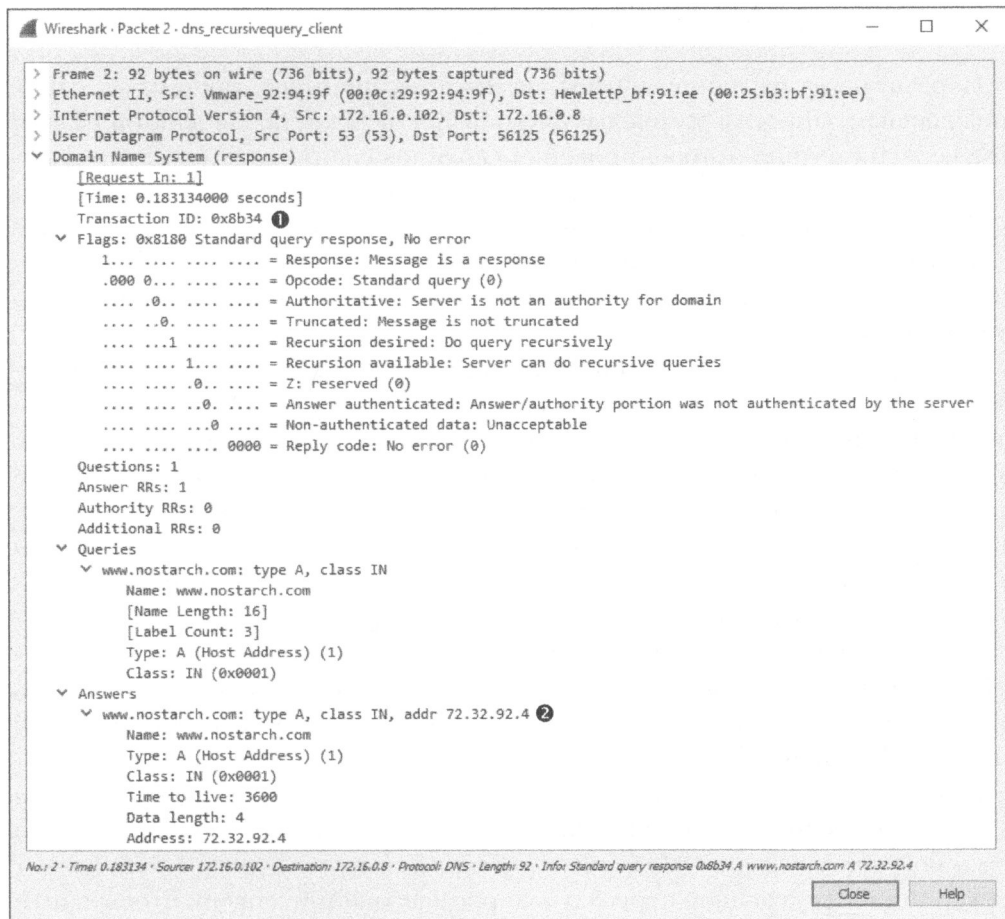 Wireshark · Packet 2 · dns_recursivequery_client
> Frame 2: 92 bytes on wire (736 bits), 92 bytes captured (736 bits)
> Ethernet II, Src: Vmware_92:94:9f (00:0c:29:92:94:9f), Dst: HewlettP_bf:91:ee (00:25:b3:bf:91:ee)
> Internet Protocol Version 4, Src: 172.16.0.102, Dst: 172.16.0.8
> User Datagram Protocol, Src Port: 53 (53), Dst Port: 56125 (56125)
Domain Name System (response)
[Request In: 1]
[Time: 0.183134000 seconds]
Transaction ID: 0x8b34 ❶
Flags: 0x8180 Standard query response, No error
1... .... .... .... = Response: Message is a response
.000 0... .... .... = Opcode: Standard query (0)
.... .0.. .... .... = Authoritative: Server is not an authority for domain
.... ..0. .... .... = Truncated: Message is not truncated
.... ...1 .... .... = Recursion desired: Do query recursively
.... .... 1... .... = Recursion available: Server can do recursive queries
.... .... .0.. .... = Z: reserved (0)
.... .... ..0. .... = Answer authenticated: Answer/authority portion was not authenticated by the server
.... .... ...0 .... = Non-authenticated data: Unacceptable
.... .... .... 0000 = Reply code: No error (0)
Questions: 1
Answer RRs: 1
Authority RRs: 0
Additional RRs: 0
Queries
www.nostarch.com: type A, class IN
Name: www.nostarch.com
[Name Length: 16]
[Label Count: 3]
Type: A (Host Address) (1)
Class: IN (0x0001)
Answers
www.nostarch.com: type A, class IN, addr 72.32.92.4 ❷
Name: www.nostarch.com
Type: A (Host Address) (1)
Class: IN (0x0001)
Time to live: 3600
Data length: 4
Address: 72.32.92.4
No.: 2 · Time: 0.183134 · Source: 172.16.0.102 · Destination: 172.16.0.8 · Protocol: DNS · Length: 92 · Info: Standard query response 0x8b34 A www.nostarch.com A 72.32.92.4
Close Help